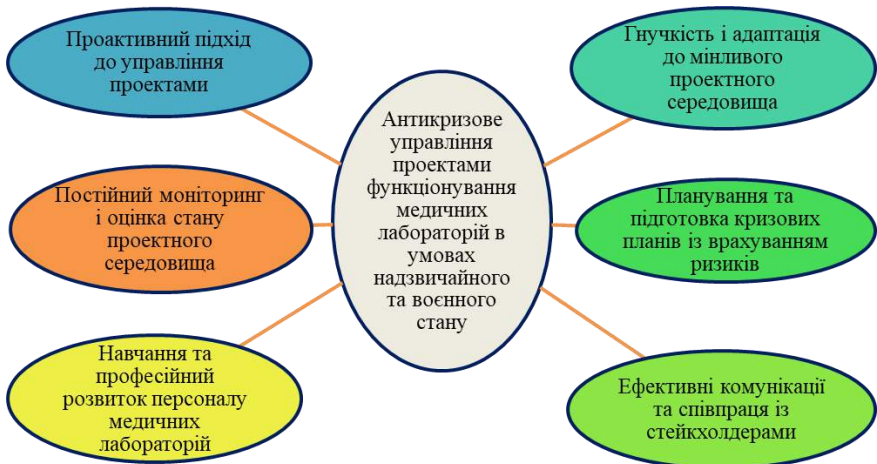 Проактивний підхід
до управління
проектами
Постійний моніторинг
і оцінка стану
проектного
середовища
Навчання та
професійний
розвиток персоналу
медичних
лабораторій
Антикризове
управління
проектами
функціонування
медичних
лабораторій в
умовах
надзвичайного
та воєнного
стану
Гнучкість і адаптація
до мінливого
проектного
середовища
Планування та
підготовка кризових
планів із врахуванням
ризиків
Ефективні комунікації
та співпраця із
стейкхолдерами